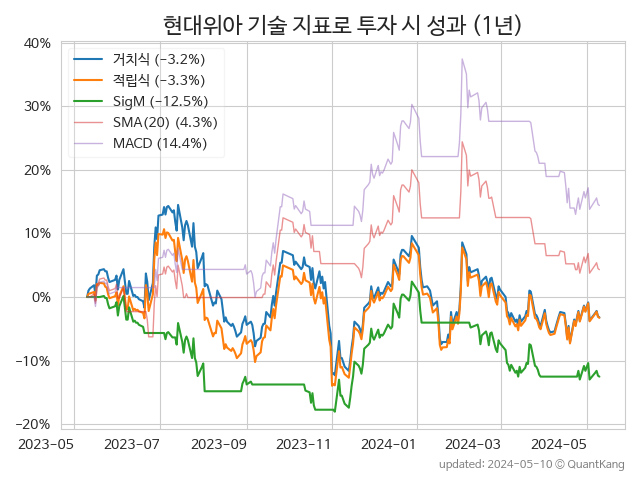 현대위아 기술 지표로 투자 시 성과 (1년)
40%
30%
20%
10%
0%
−10%
−20%
거치식 (−3.2%)
적립식 (−3.3%)
SigM (−12.5%)
SMA(20) (4.3%)
MACD (14.4%)
2023-05 2023-07 2023-09 2023-11 2024-01 2024-03 2024-05
updated: 2024-05-10 © QuantKang